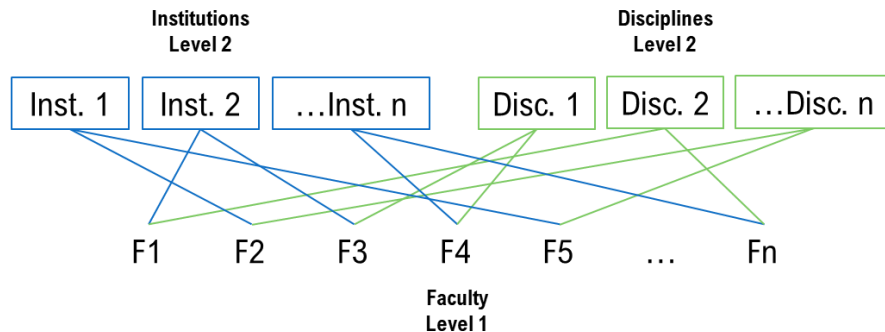 Institutions
Level 2
Disciplines
Level 2
Inst. 1
Inst. 2
...Inst. n
Disc. 1
Disc. 2
...Disc. n
F1
F2
F3
F4
F5
...
Fn
Faculty
Level 1